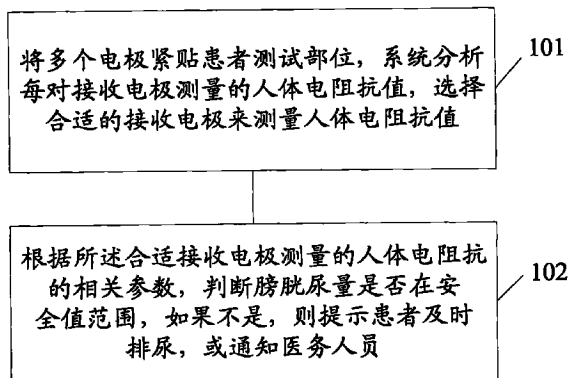 将多个电极紧贴患者测试部位，系统分析
每对接收电极测量的人体电阻抗值，选择
合适的接收电极来测量人体电阻抗值
101
根据所述合适接收电极测量的人体电阻抗
的相关参数，判断膀胱尿量是否在安
全值范围，如果不是，则提示患者及时
排尿，或通知医务人员
102